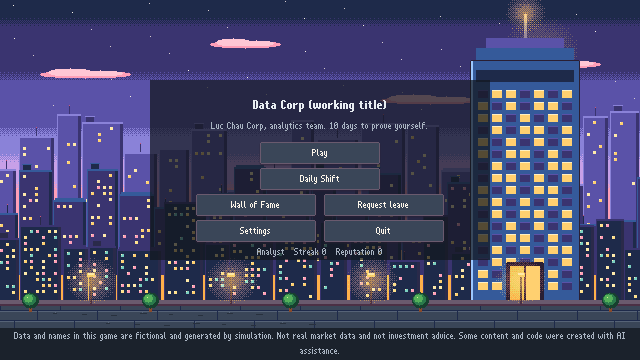 Data Corp (working title)
Luc Chau Corp, analytics team. 10 days to prove yourself.
Play
Daily Shift
Wall of Fame
Request leave
Settings
Quit
Analyst Streak 0 Reputation 0
Data and names in this game are fictional and generated by simulation. Not real market data and not investment advice. Some content and code were created with AI
assistance.